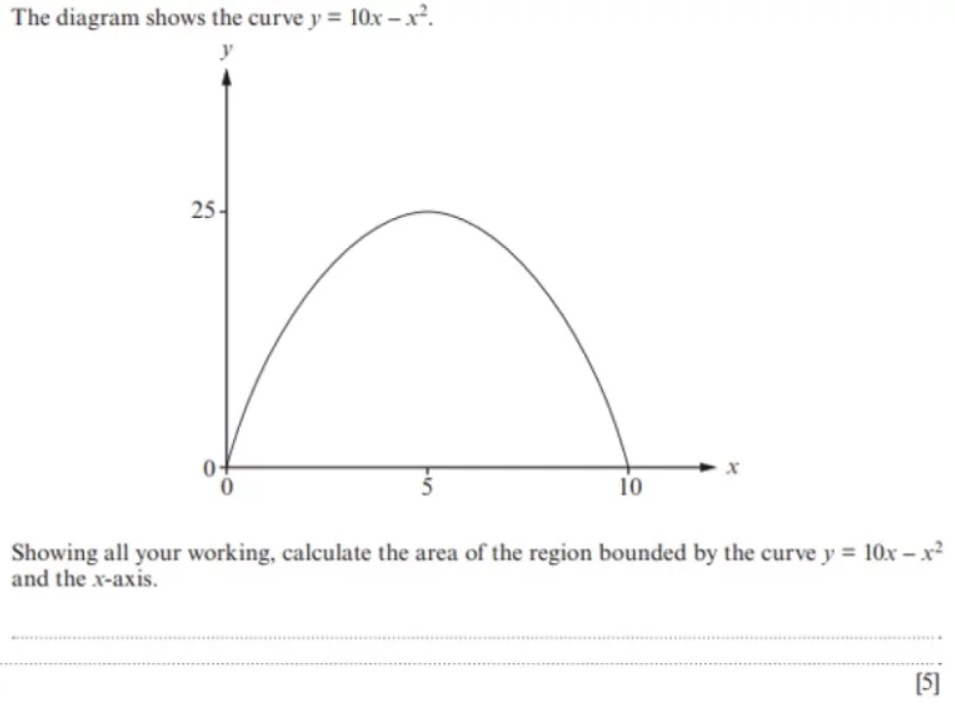 The diagram shows the curve y = 10x – x².
y
25
0
0 5 10 x
Showing all your working, calculate the area of the region bounded by the curve y = 10x – x²
and the x-axis.
[5]